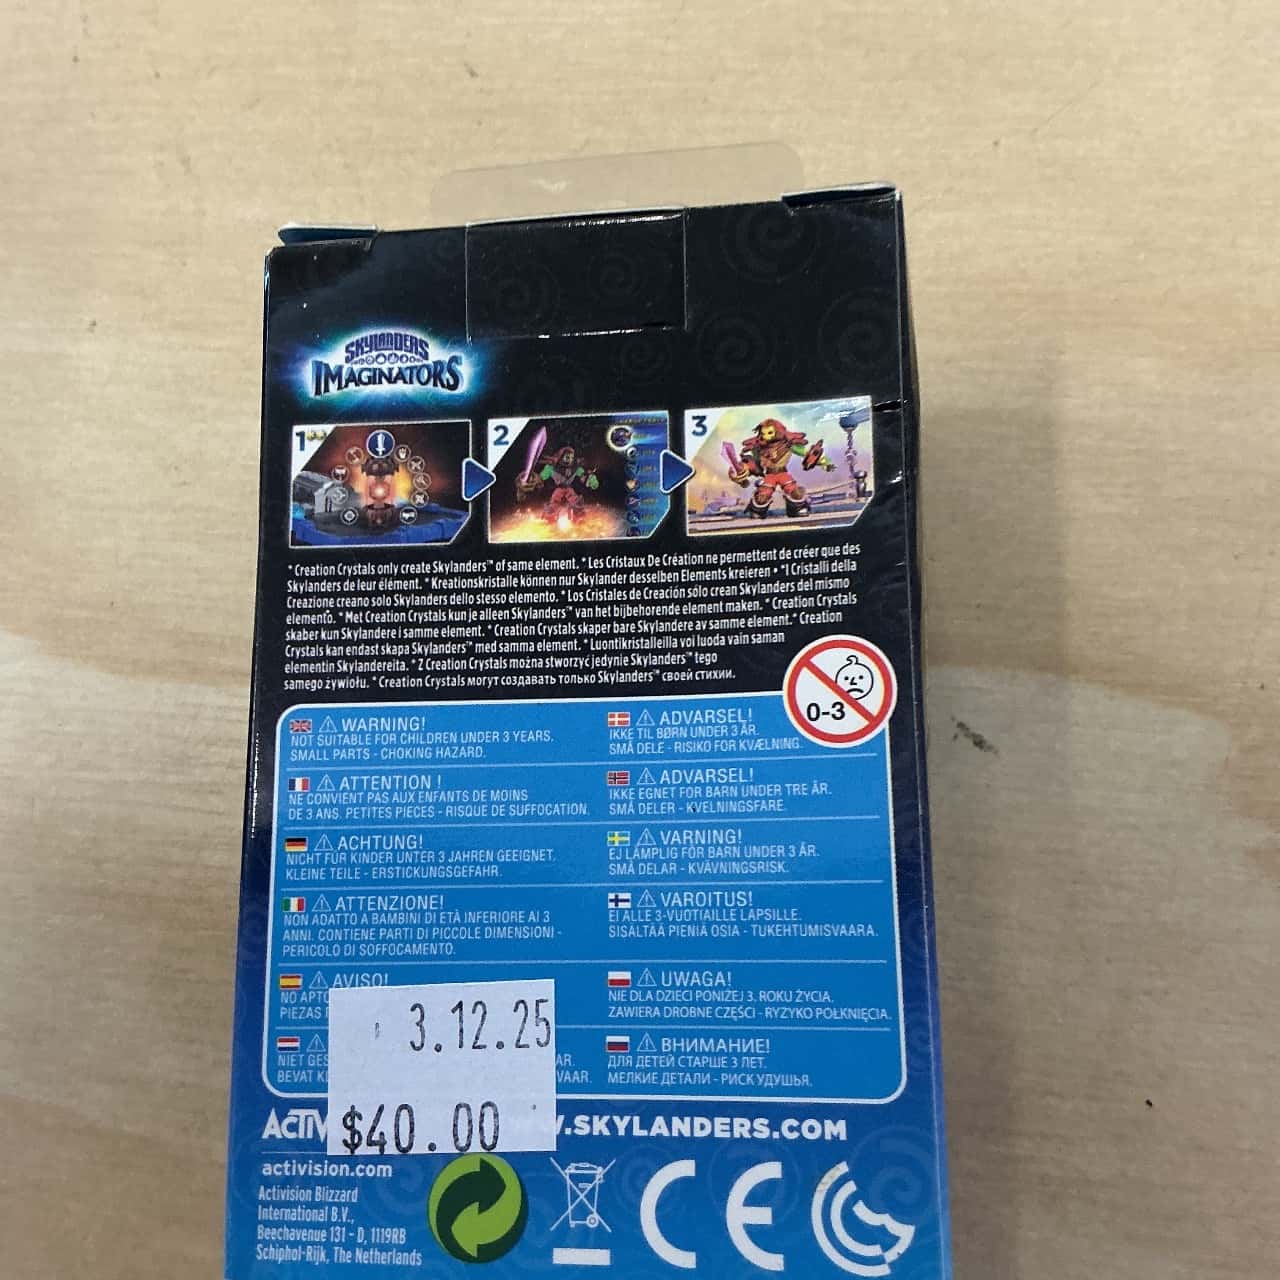 SKYLANDERS
IMAGINATORS
1
2
3
* Creation Crystals only create Skylanders™ of same element. * Les Cristaux De Création ne permettent de créer que des
Skylanders de leur élément. * Kreationskristalle können nur Skylander desselben Elements kreieren • *I Cristalli della
Creazione creano solo Skylanders dello stesso elemento. * Los Cristales de Creación sólo crean Skylanders del mismo
elemento. * Met Creation Crystals kun je alleen Skylanders™ van het bijbehorende element maken. * Creation Crystals
skaber kun Skylandere i samme element. * Creation Crystals skaper bare Skylandere av samme element.* Creation
Crystals kan endast skapa Skylanders™ med samma element. * Luontikristalleilla voi luoda vain saman
elementin Skylandereita. * Z Creation Crystals można stworzyć jedynie Skylanders™ tego
samego żywiołu. * Creation Crystals могут создавать только Skylanders™ своей стихии.
0-3
WARNING!
NOT SUITABLE FOR CHILDREN UNDER 3 YEARS.
SMALL PARTS - CHOKING HAZARD.
ATTENTION !
NE CONVIENT PAS AUX ENFANTS DE MOINS
DE 3 ANS. PETITES PIECES - RISQUE DE SUFFOCATION.
ACHTUNG!
NICHT FÜR KINDER UNTER 3 JAHREN GEEIGNET.
KLEINE TEILE - ERSTICKUNGSGEFAHR.
ATTENZIONE!
NON ADATTO A BAMBINI DI ETÀ INFERIORE AI 3
ANNI. CONTIENE PARTI DI PICCOLE DIMENSIONI -
PERICOLO DI SOFFOCAMENTO.
AVISO!
NO
PIEZAS
NIET
BEVAT
ADVARSEL!
IKKE TIL BØRN UNDER 3 ÅR.
SMÅ DELE - RISIKO FOR KVÆLNING.
ADVARSEL!
IKKE EGNET FOR BARN UNDER TRE ÅR.
SMÅ DELER - KVELNINGSFARE.
VARNING!
EJ LÄMPLIG FÖR BARN UNDER 3 ÅR.
SMÅ DELAR - KVÄVNINGSRISK.
VAROITUS!
EI ALLE 3-VUOTIAILLE LAPSILLE.
SISÄLTÄÄ PIENIÄ OSIA - TUKEHTUMISVAARA.
UWAGA!
NIE DLA DZIECI PONIŻEJ 3. ROKU ŻYCIA.
ZAWIERA DROBNE CZĘŚCI - RYZYKO POŁKNIĘCIA.
ВНИМАНИЕ!
ДЛЯ ДЕТЕЙ СТАРШЕ 3 ЛЕТ.
МЕЛКИЕ ДЕТАЛИ - РИСК УДУШЬЯ.
3.12.25
$40.00
.SKYLANDERS.COM
activision.com
Activision Blizzard
International B.V.,
Beechavenue 131 - D, 1119RB
Schiphol-Rijk, The Netherlands
CE